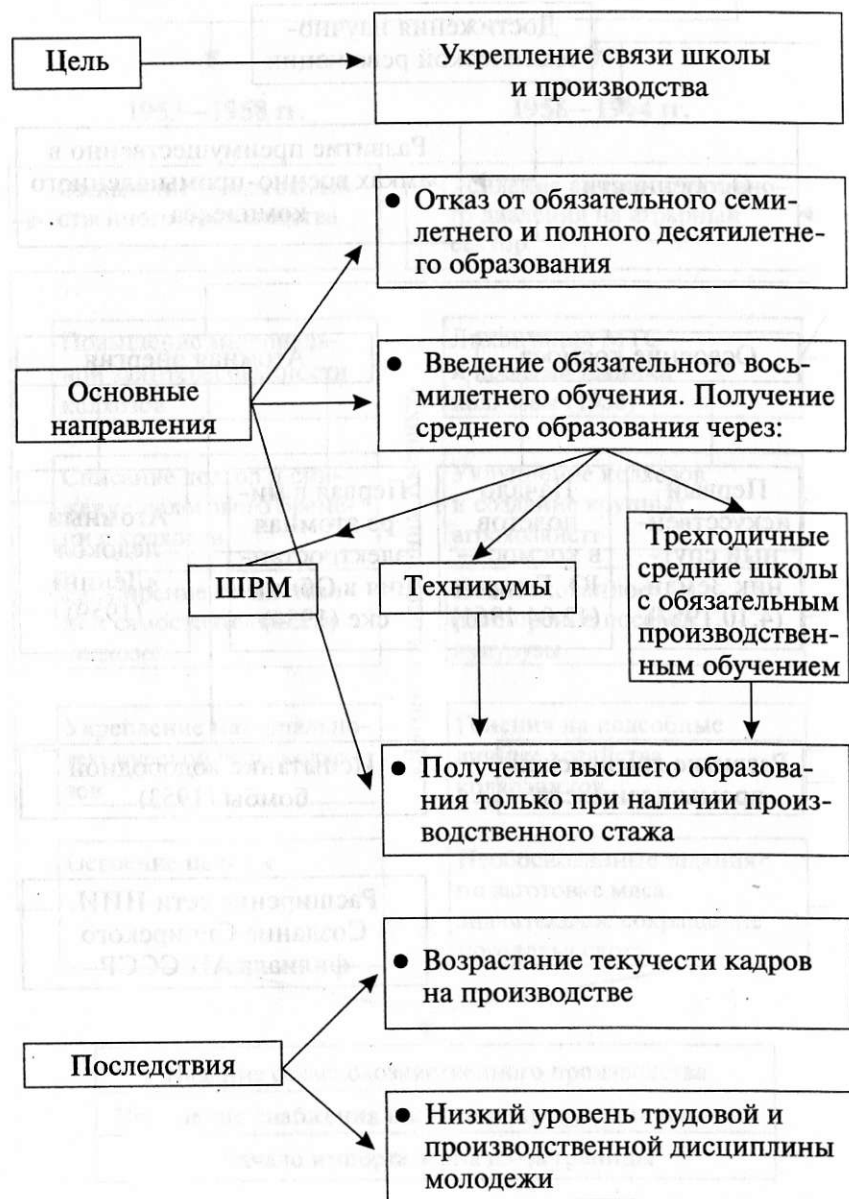 Цель
Укрепление связи школы
и производства
Отказ от обязательного семи-
летнего и полного десятилетне-
го образования
Основные
направления
Введение обязательного вось-
милетнего обучения. Получение
среднего образования через:
ШРМ
Техникумы
Трехгодичные
средние школы
с обязательным
производствен-
ным обучением
Получение высшего образова-
ния только при наличии произ-
водственного стажа
Последствия
Возрастание текучести кадров
на производстве
Низкий уровень трудовой и
производственной дисциплины
молодежи